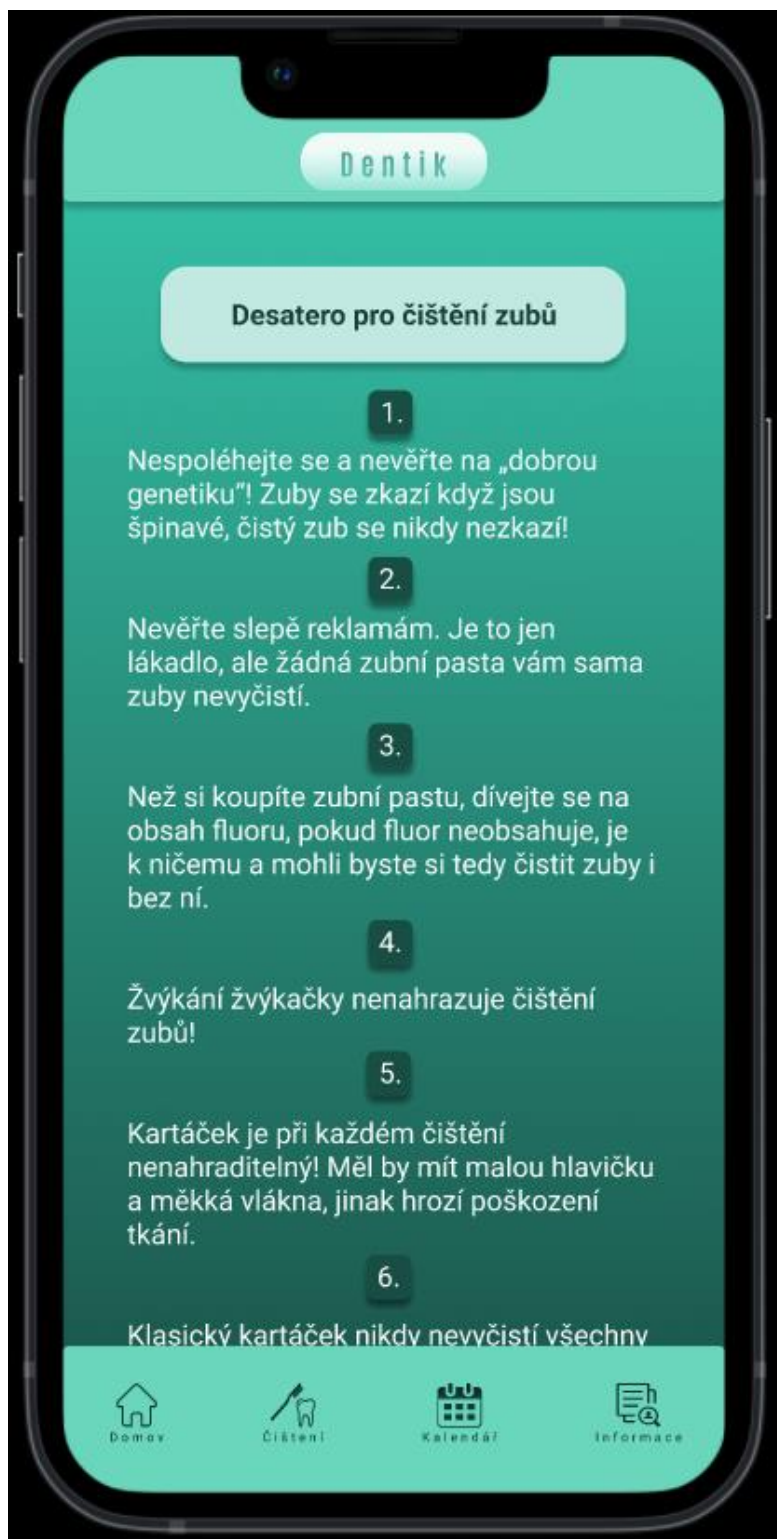 Dentik
Desatero pro čištění zubů
1.
Nespoléhejte se a nevěřte na „dobrou
genetiku“! Zuby se zkazí když jsou
špinavé, čistý zub se nikdy nezkazí!
2.
Nevěřte slepě reklamám. Je to jen
lákadlo, ale žádná zubní pasta vám sama
zuby nevyčistí.
3.
Než si koupíte zubní pastu, dívejte se na
obsah fluoru, pokud fluor neobsahuje, je
k ničemu a mohli byste si tedy čistit zuby i
bez ní.
4.
Žvýkání žvýkačky nenahrazuje čištění
zubů!
5.
Kartáček je při každém čištění
nenahraditelný! Měl by mít malou hlavičku
a měkká vlákna, jinak hrozí poškození
tkání.
6.
Klasický kartáček nikdy nevyčistí všechny
Domov Čištení Kalendář Informace